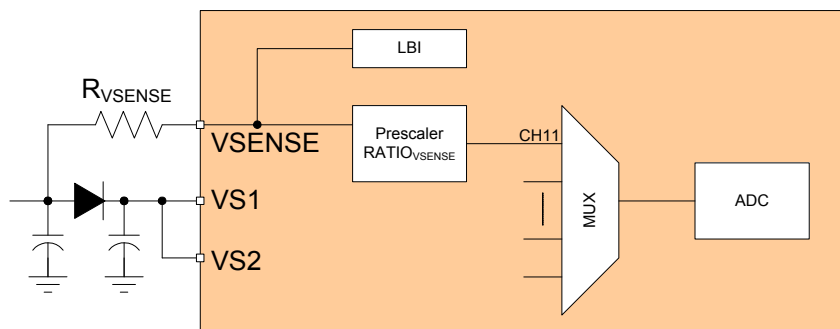 LBI
RVSENSE
VSENSE
Prescaler
RATIOVSENSE
CH11
MUX
ADC
VS1
VS2